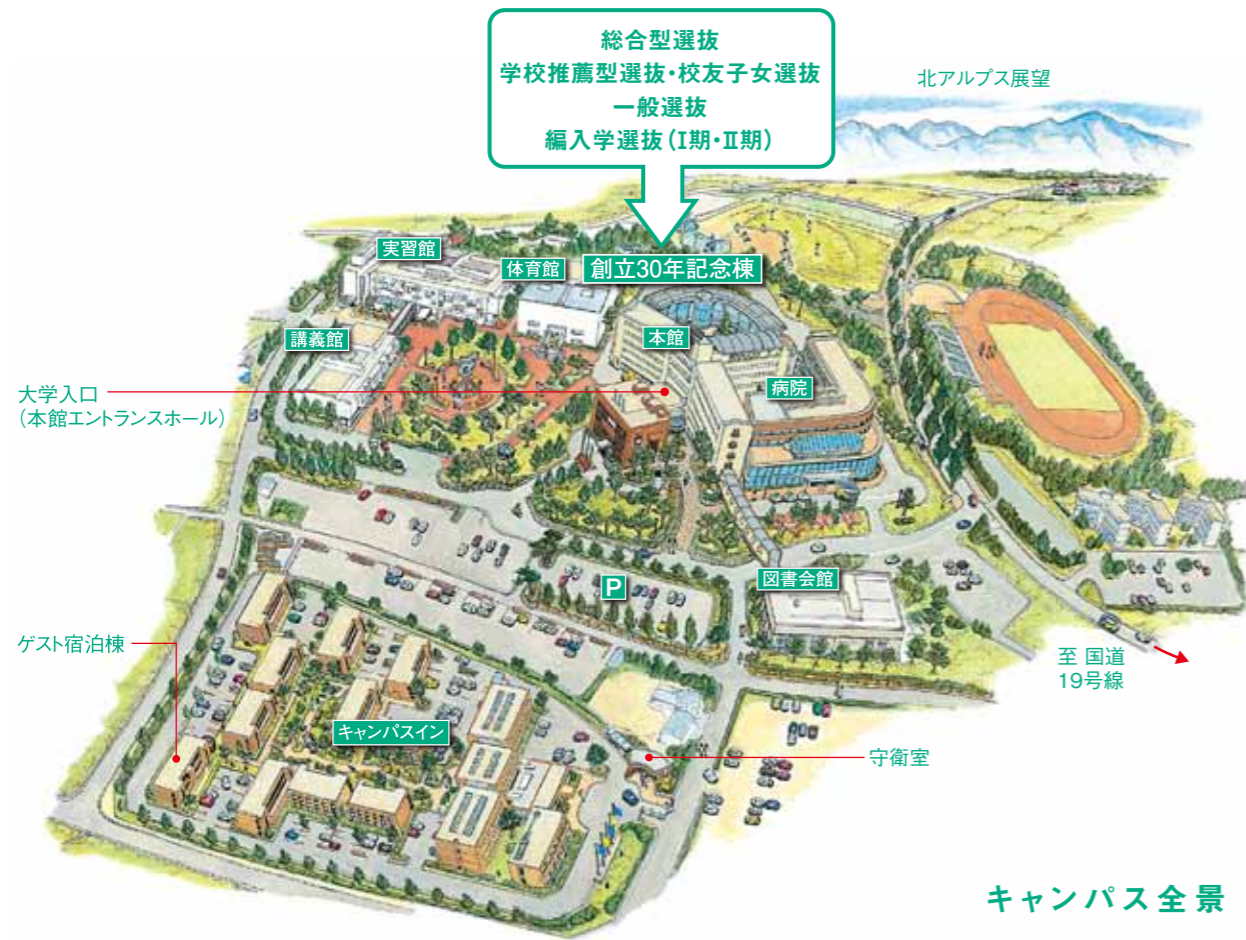 総合型選抜
学校推薦型選抜・校友子女選抜
一般選抜
編入学選抜（Ⅰ期・Ⅱ期）
北アルプス展望
実習館
体育館
創立30年記念棟
講義館
本館
病院
大学入口
（本館エントランスホール）
図書会館
P
ゲスト宿泊棟
至 国道
19号線
キャンパスイン
守衛室
キャンパス全景